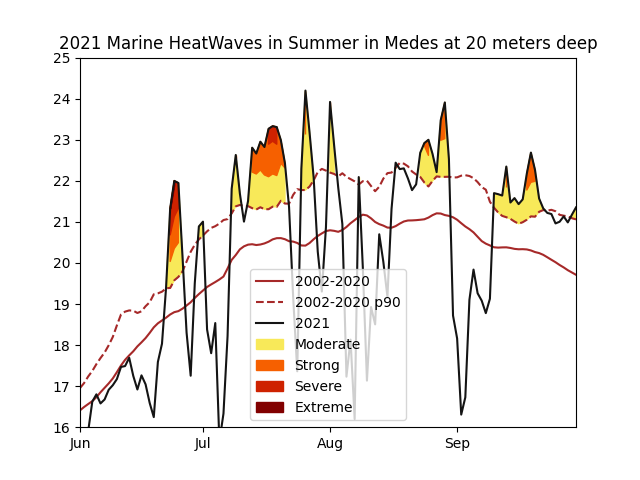 2021 Marine HeatWaves in Summer in Medes at 20 meters deep
25
24
23
22
21
20
19
18
17
16
2002-2020
2002-2020 p90
2021
Moderate
Strong
Severe
Extreme
Jun Jul Aug Sep